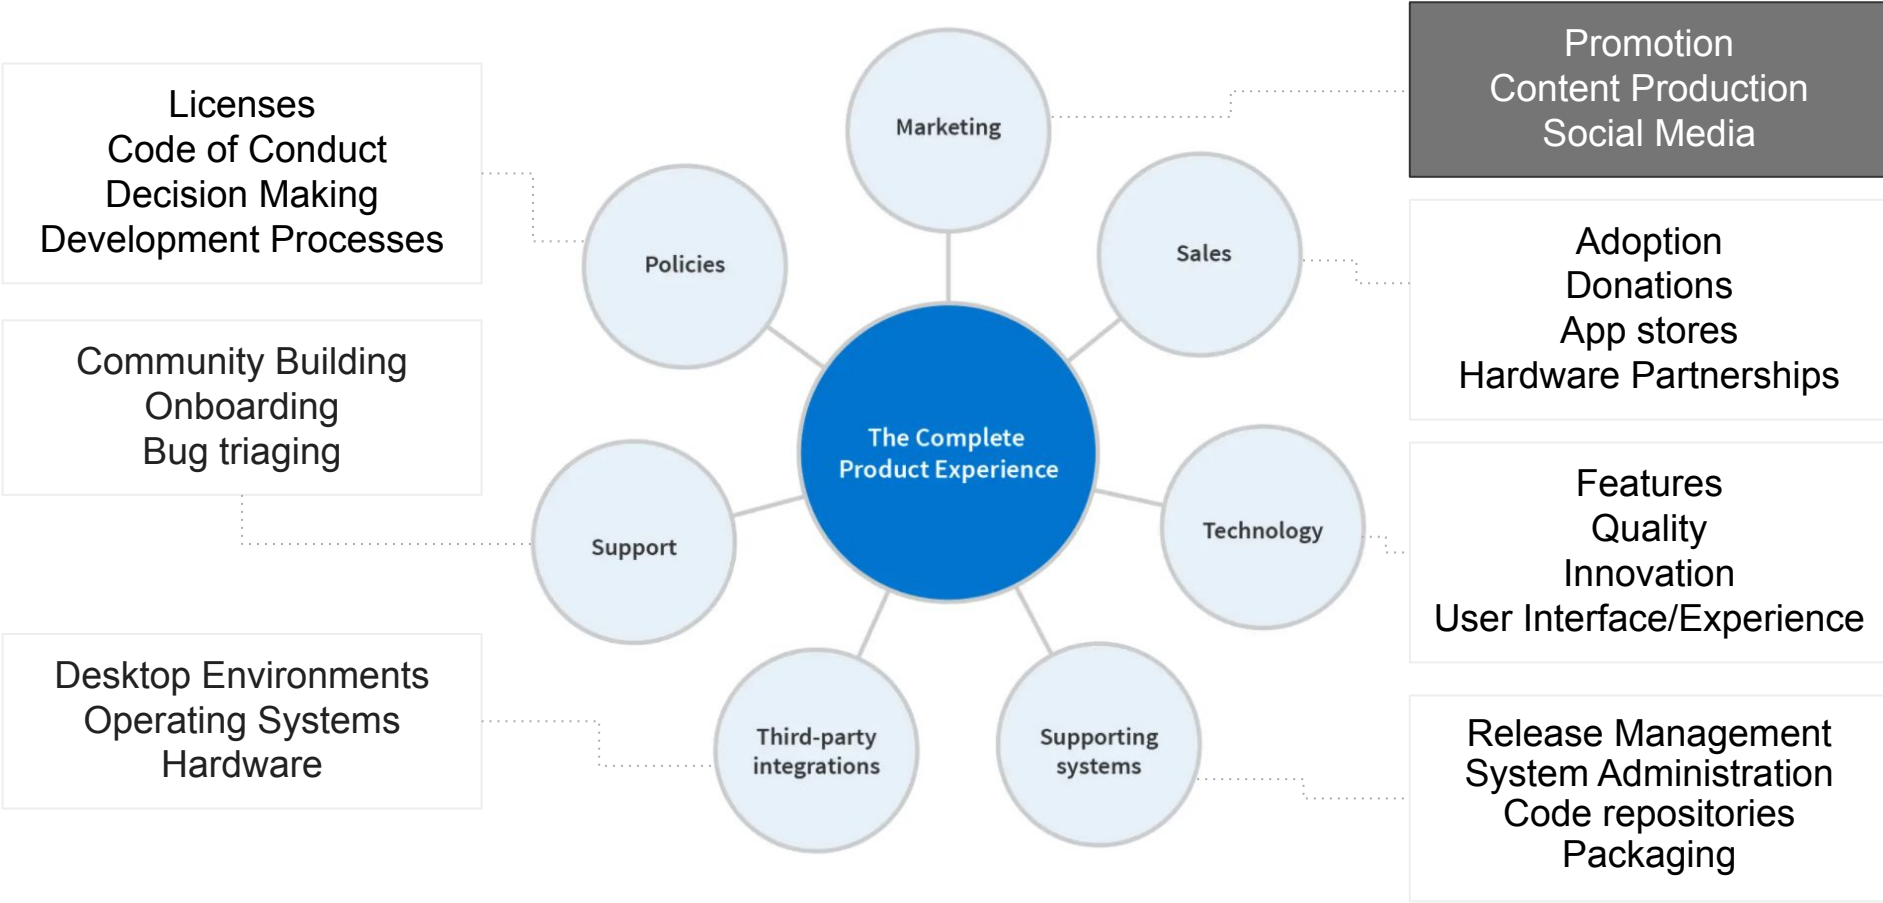 Promotion
Content Production
Social Media
Marketing
Licenses
Code of Conduct
Decision Making
Development Processes
Policies
Sales
Adoption
Donations
App stores
Hardware Partnerships
Community Building
Onboarding
Bug triaging
Support
The Complete
Product Experience
Technology
Features
Quality
Innovation
User Interface/Experience
Desktop Environments
Operating Systems
Hardware
Third-party
integrations
Supporting
systems
Release Management
System Administration
Code repositories
Packaging